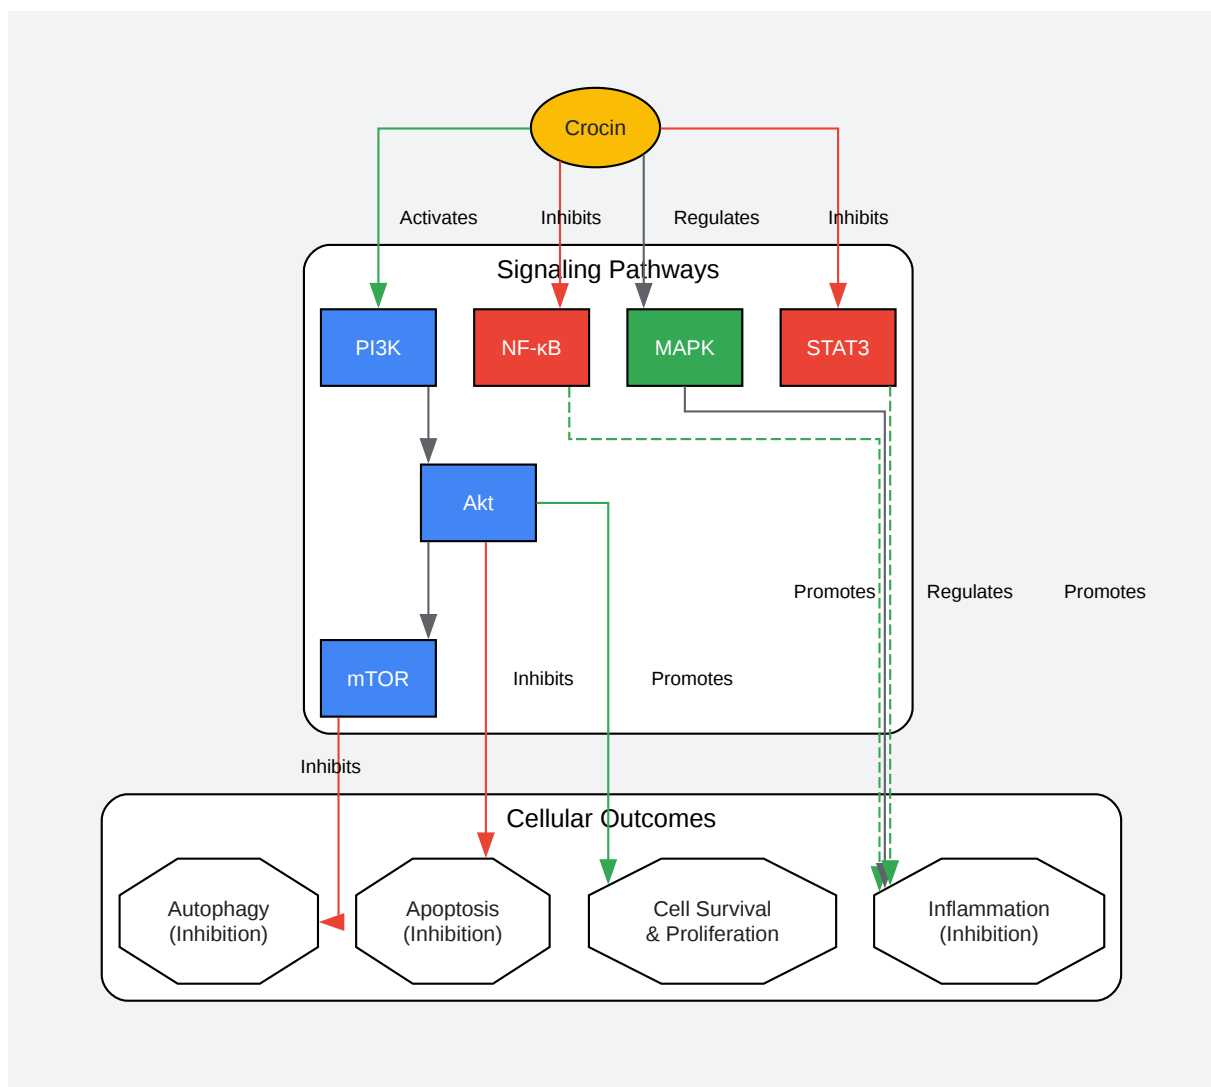 Crocin
Activates
Inhibits
Regulates
Inhibits
Signaling Pathways
PI3K
NF-κB
MAPK
STAT3
Akt
Promotes
Regulates
Promotes
mTOR
Inhibits
Promotes
Inhibits
Cellular Outcomes
Autophagy
(Inhibition)
Apoptosis
(Inhibition)
Cell Survival
& Proliferation
Inflammation
(Inhibition)